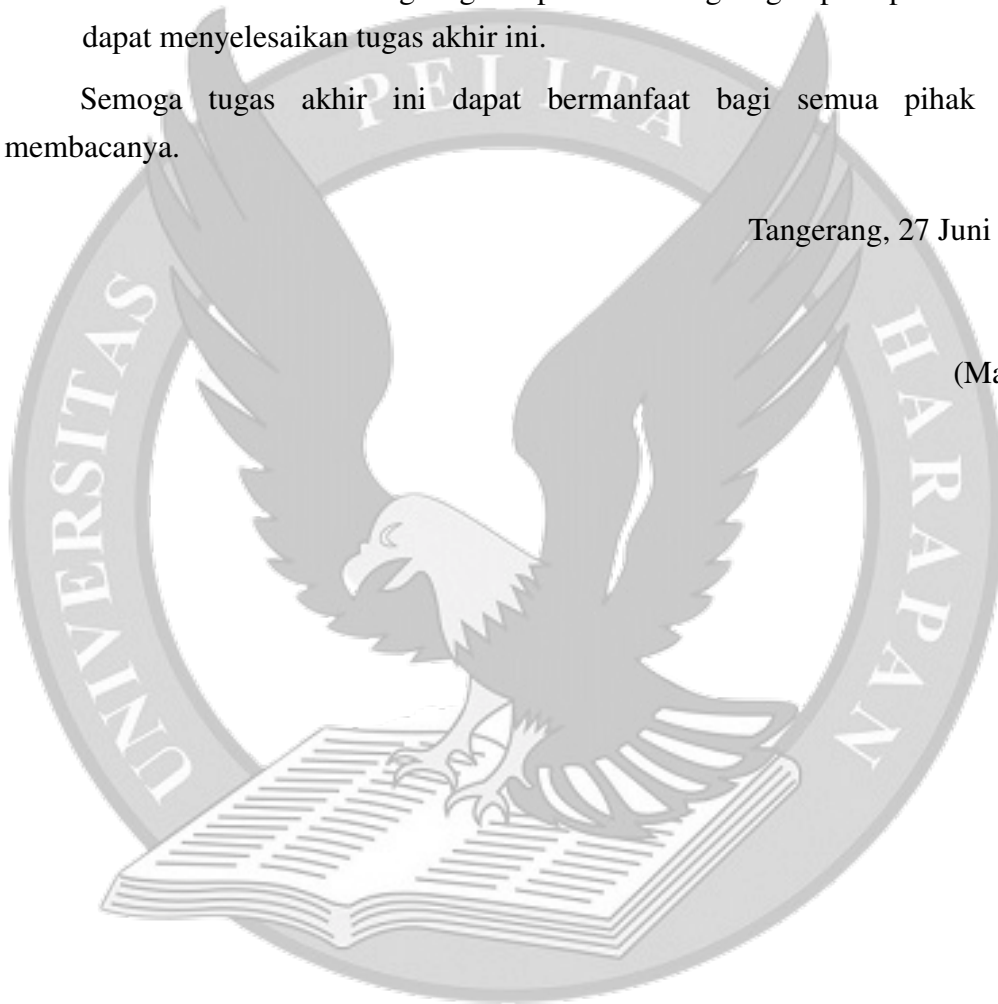 dapat menyelesaikan tugas akhir ini.
Semoga tugas akhir ini dapat bermanfaat bagi semua pihak
membacanya.
Tangerang, 27 Juni
(Ma
UNIVERSITAS PELITA HARAPAN